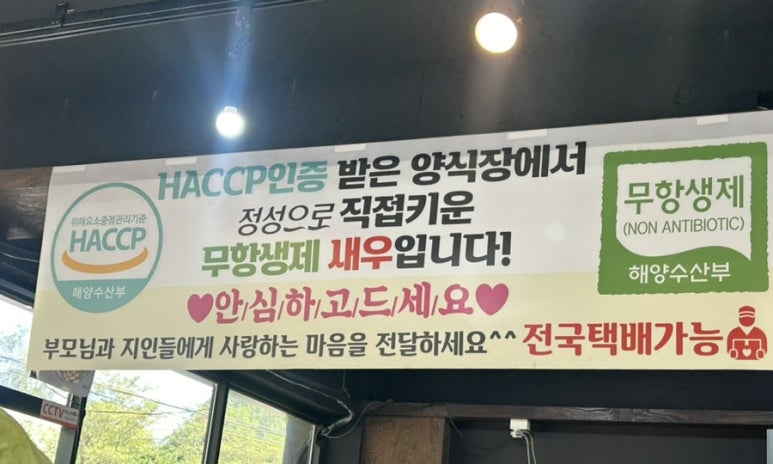 HACCP인증 받은 양식장에서
정성으로 직접키운
무항생제 새우입니다!
♥안/심/하/고/드/세/요♥
부모님과 지인들에게 사랑하는 마음을 전달하세요^^ 전국택배가능
위해요소중점관리기준
HACCP
해양수산부
무항생제
(NON ANTIBIOTIC)
해양수산부
CCTV